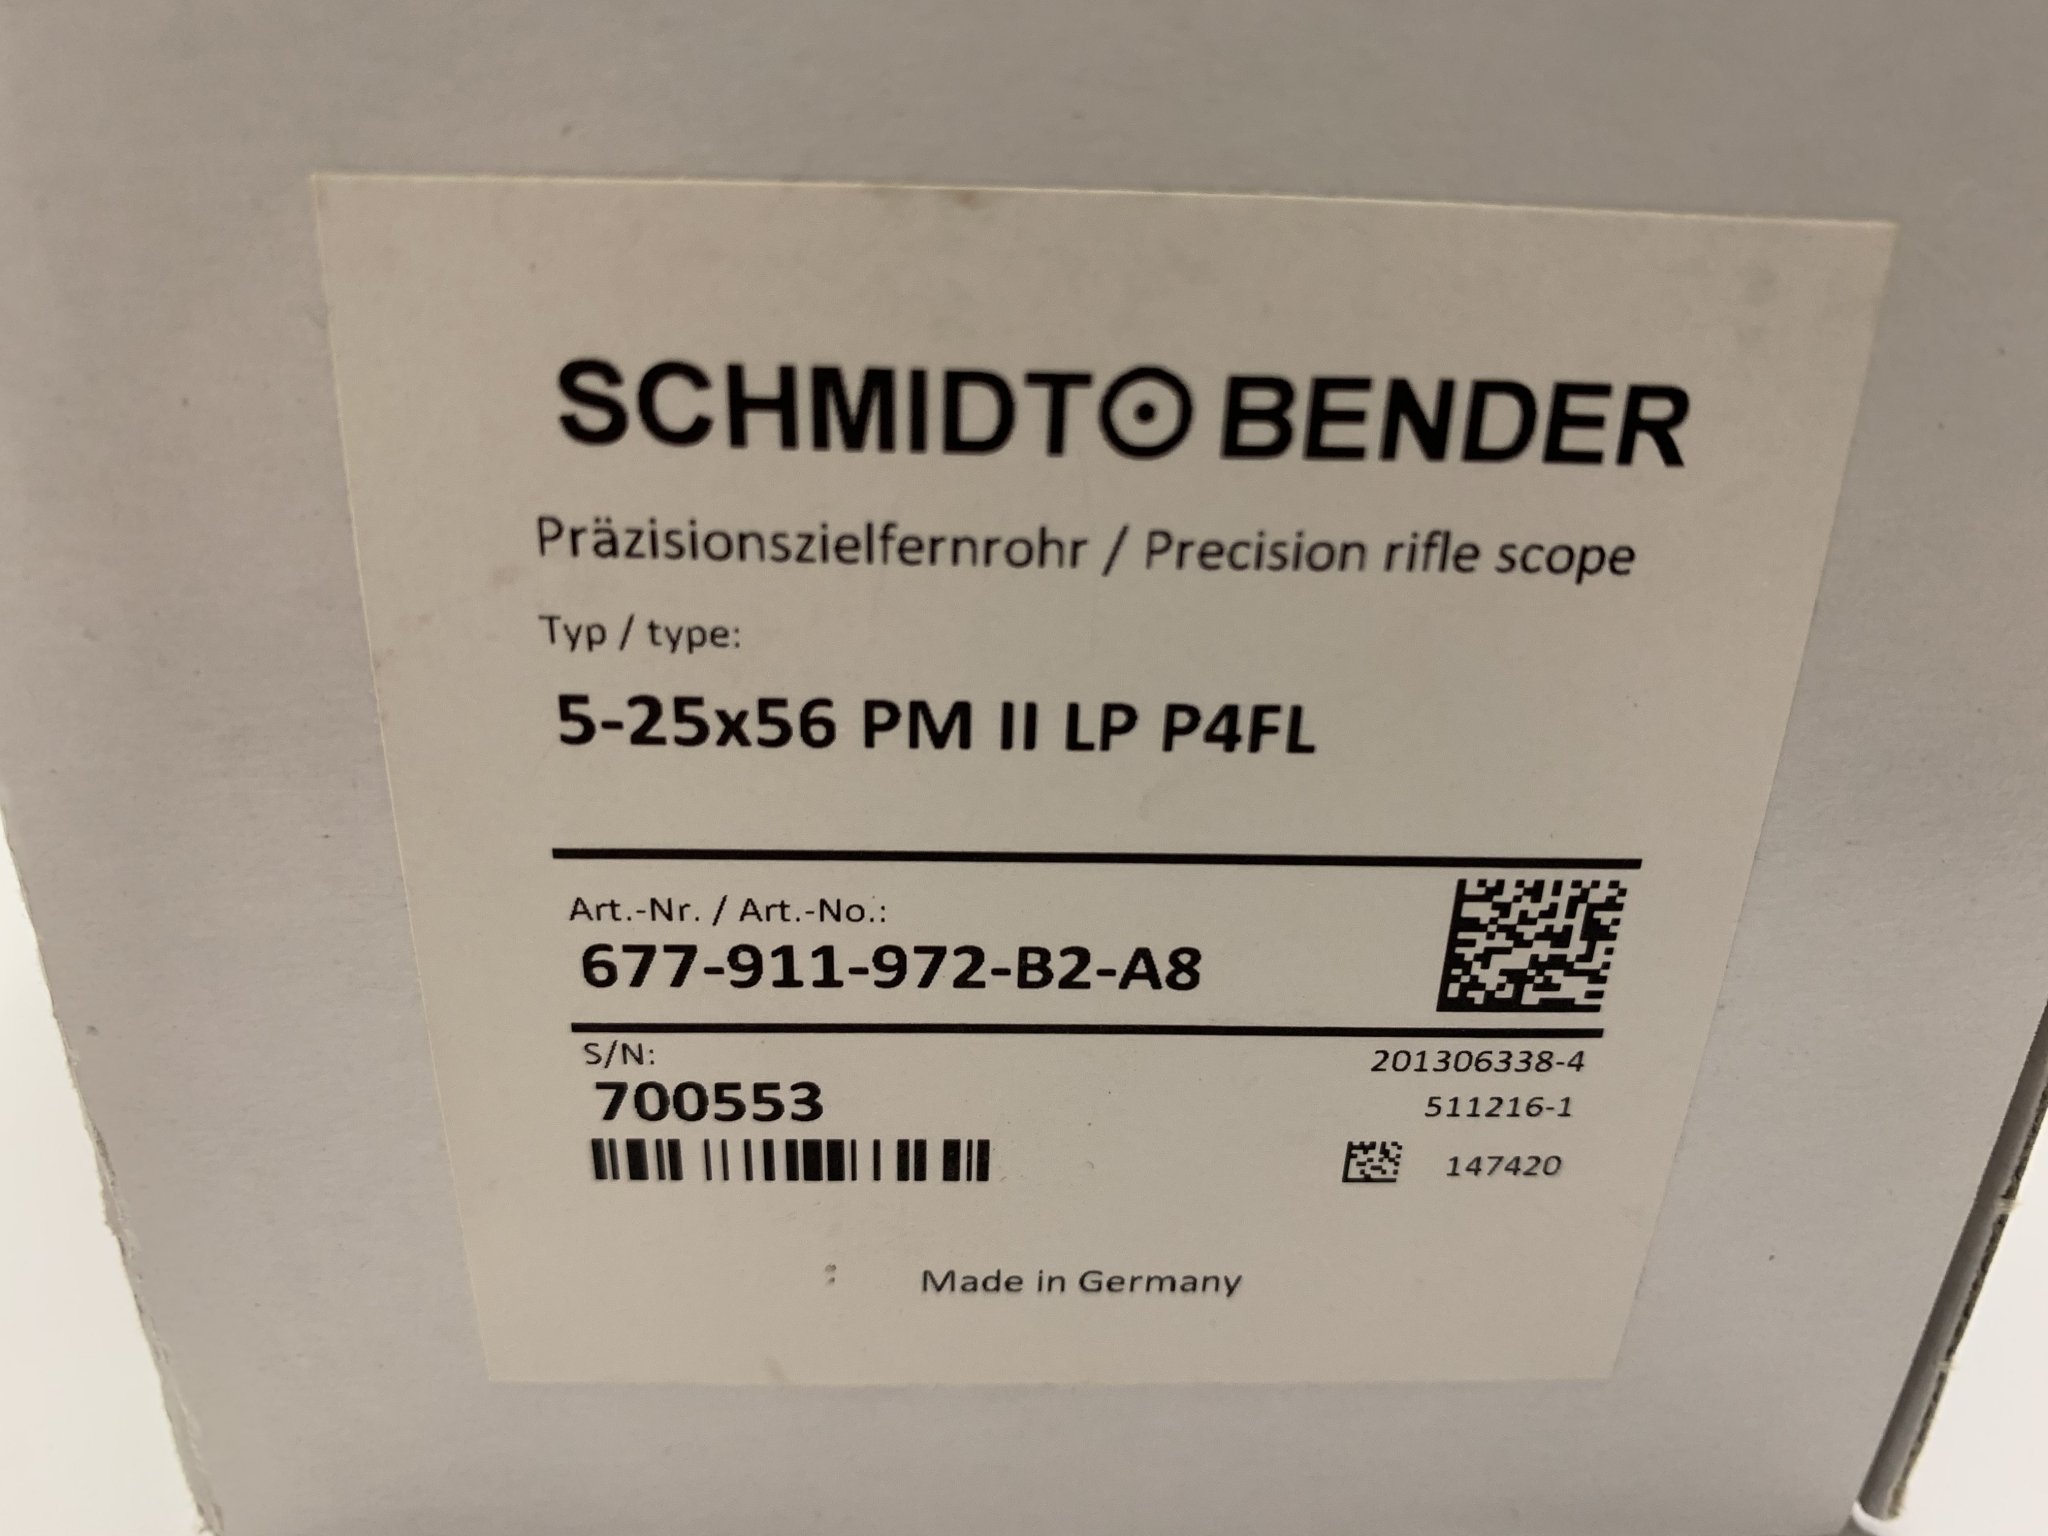 SCHMIDT BENDER
Präzisionszielfernrohr / Precision rifle scope
Typ / type:
5-25x56 PM II LP P4FL
Art.-Nr. / Art.-No.:
677-911-972-B2-A8
S/N:
700553
201306338-4
511216-1
147420
Made in Germany